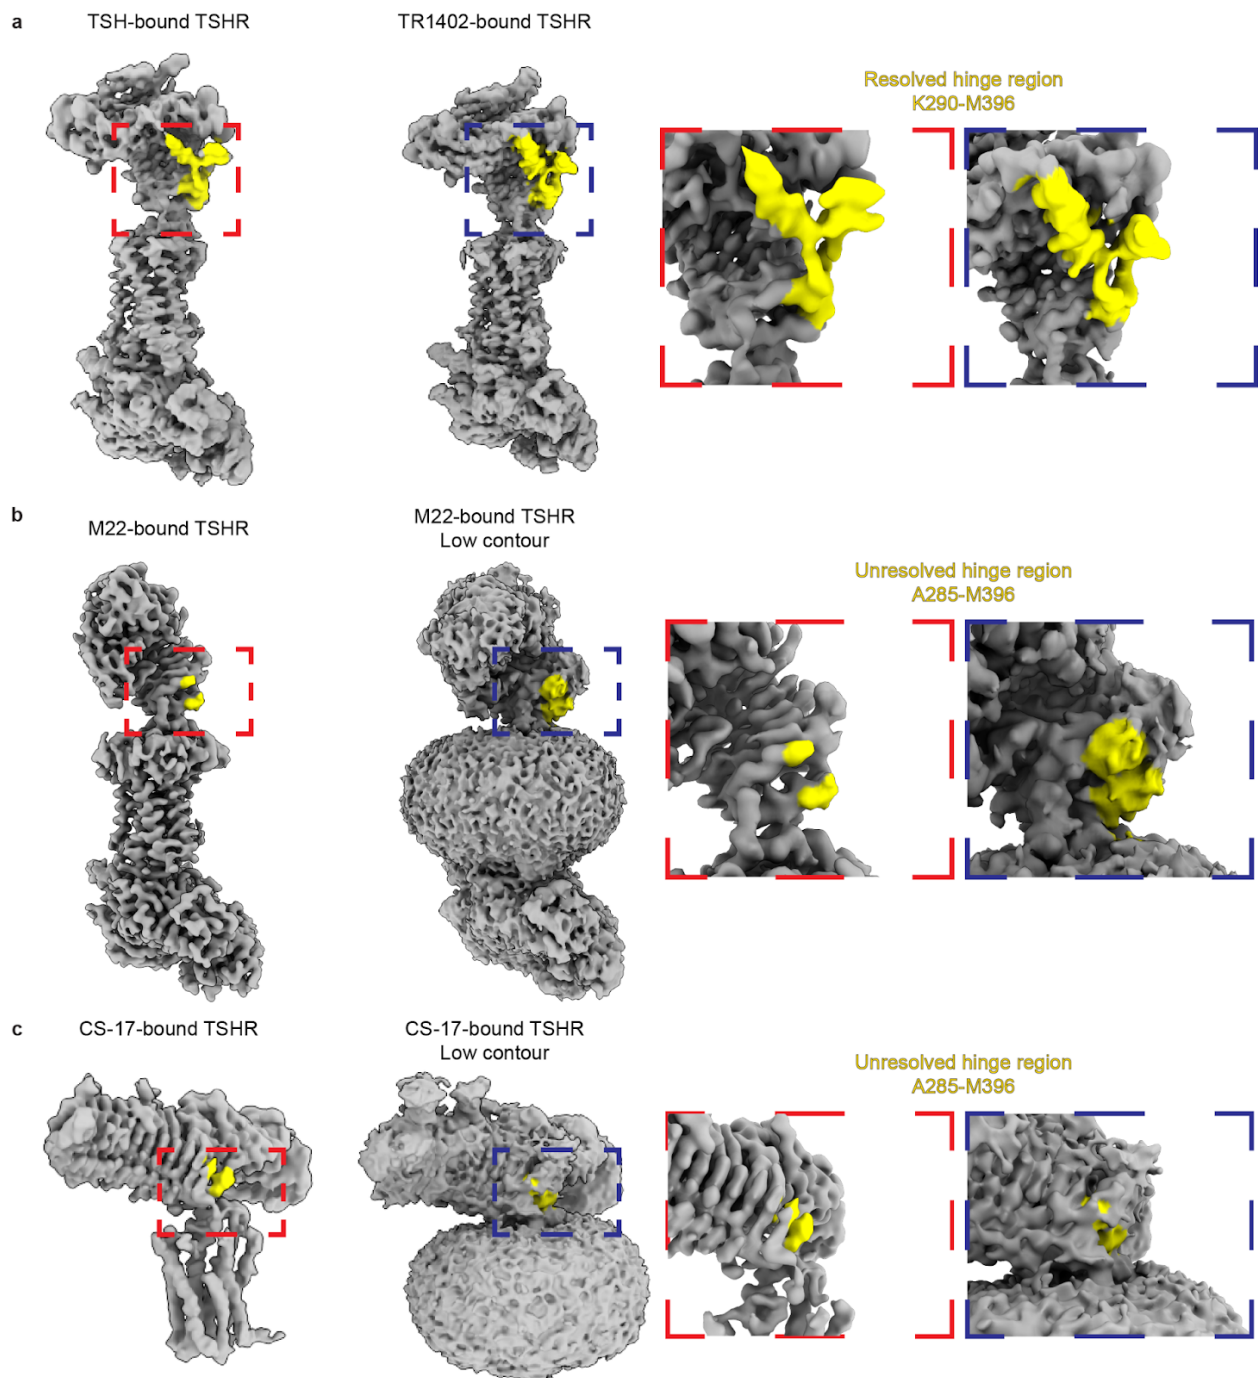 a
TSH-bound TSHR
TR1402-bound TSHR
Resolved hinge region
K290-M396
b
M22-bound TSHR
M22-bound TSHR
Low contour
Unresolved hinge region
A285-M396
c
CS-17-bound TSHR
CS-17-bound TSHR
Low contour
Unresolved hinge region
A285-M396